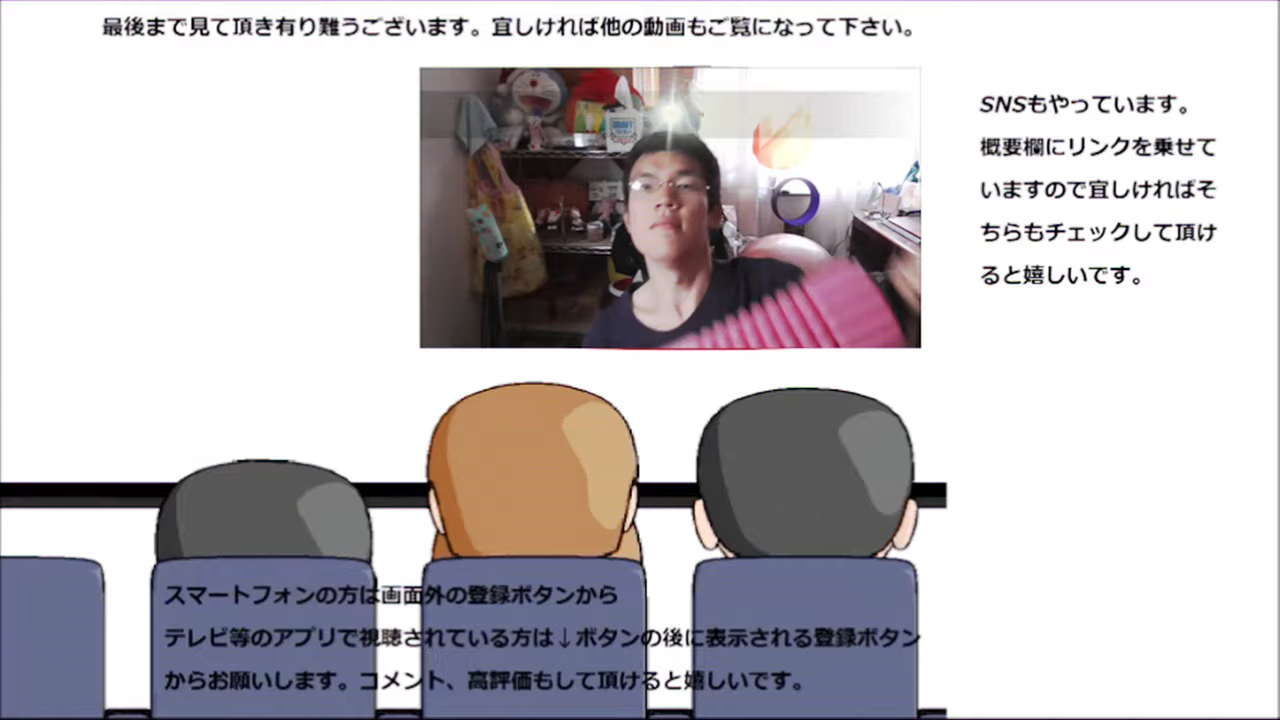 最後まで見て頂き有り難うございます。宜しければ他の動画もご覧になって下さい。
SNSもやっています。
概要欄にリンクを乗せて
いますので宜しければそ
ちらもチェックして頂け
ると嬉しいです。
スマートフォンの方は画面外の登録ボタンから
テレビ等のアプリで視聴されている方は↓ボタンの後に表示される登録ボタン
からお願いします。コメント、高評価もして頂けると嬉しいです。